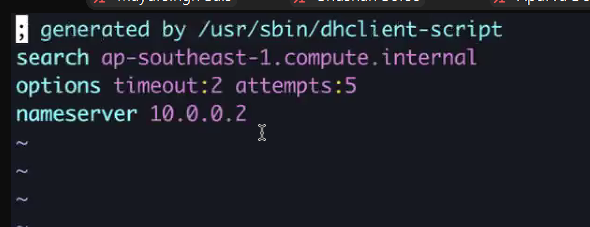 ; generated by /usr/sbin/dhclient-script
search ap-southeast-1.compute.internal
options timeout:2 attempts:5
nameserver 10.0.0.2
~
~
~
~